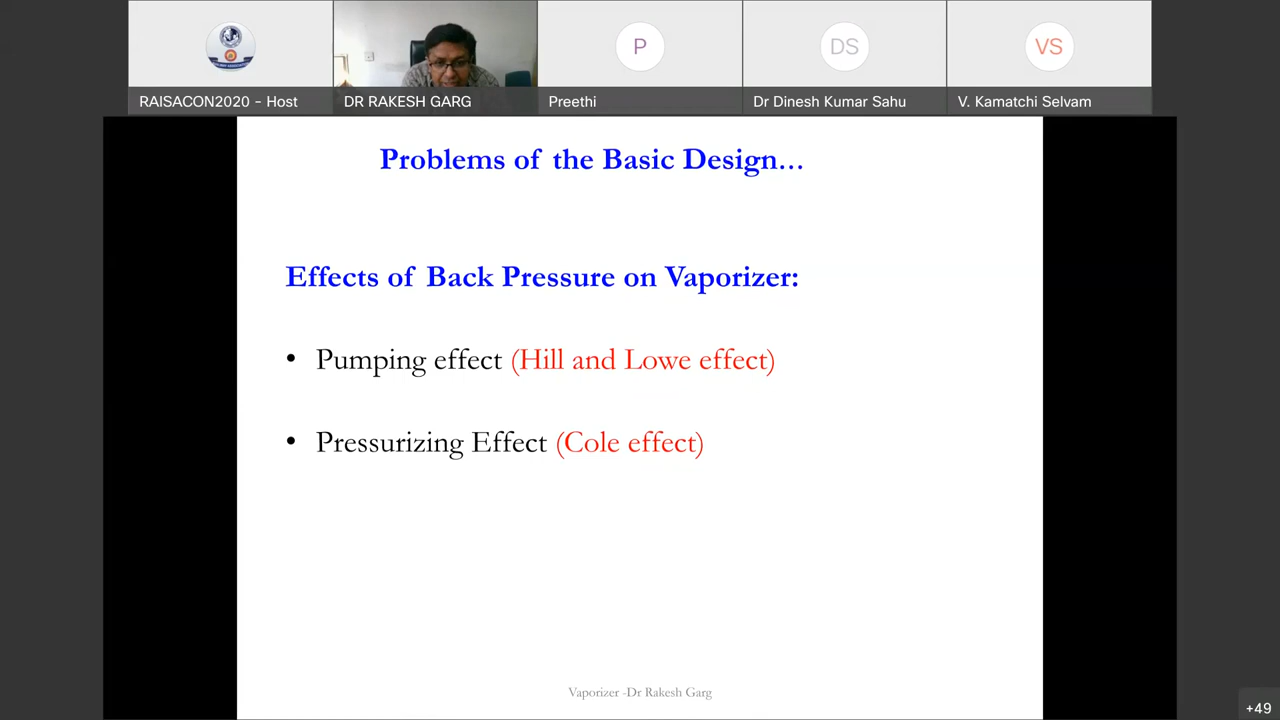 P
DS
VS
RAISACON2020 - Host
DR RAKESH GARG
Preethi
Dr Dinesh Kumar Sahu
V. Kamatchi Selvam
Problems of the Basic Design...
Effects of Back Pressure on Vaporizer:
• Pumping effect (Hill and Lowe effect)
• Pressurizing Effect (Cole effect)
Vaporizer -Dr Rakesh Garg
+49